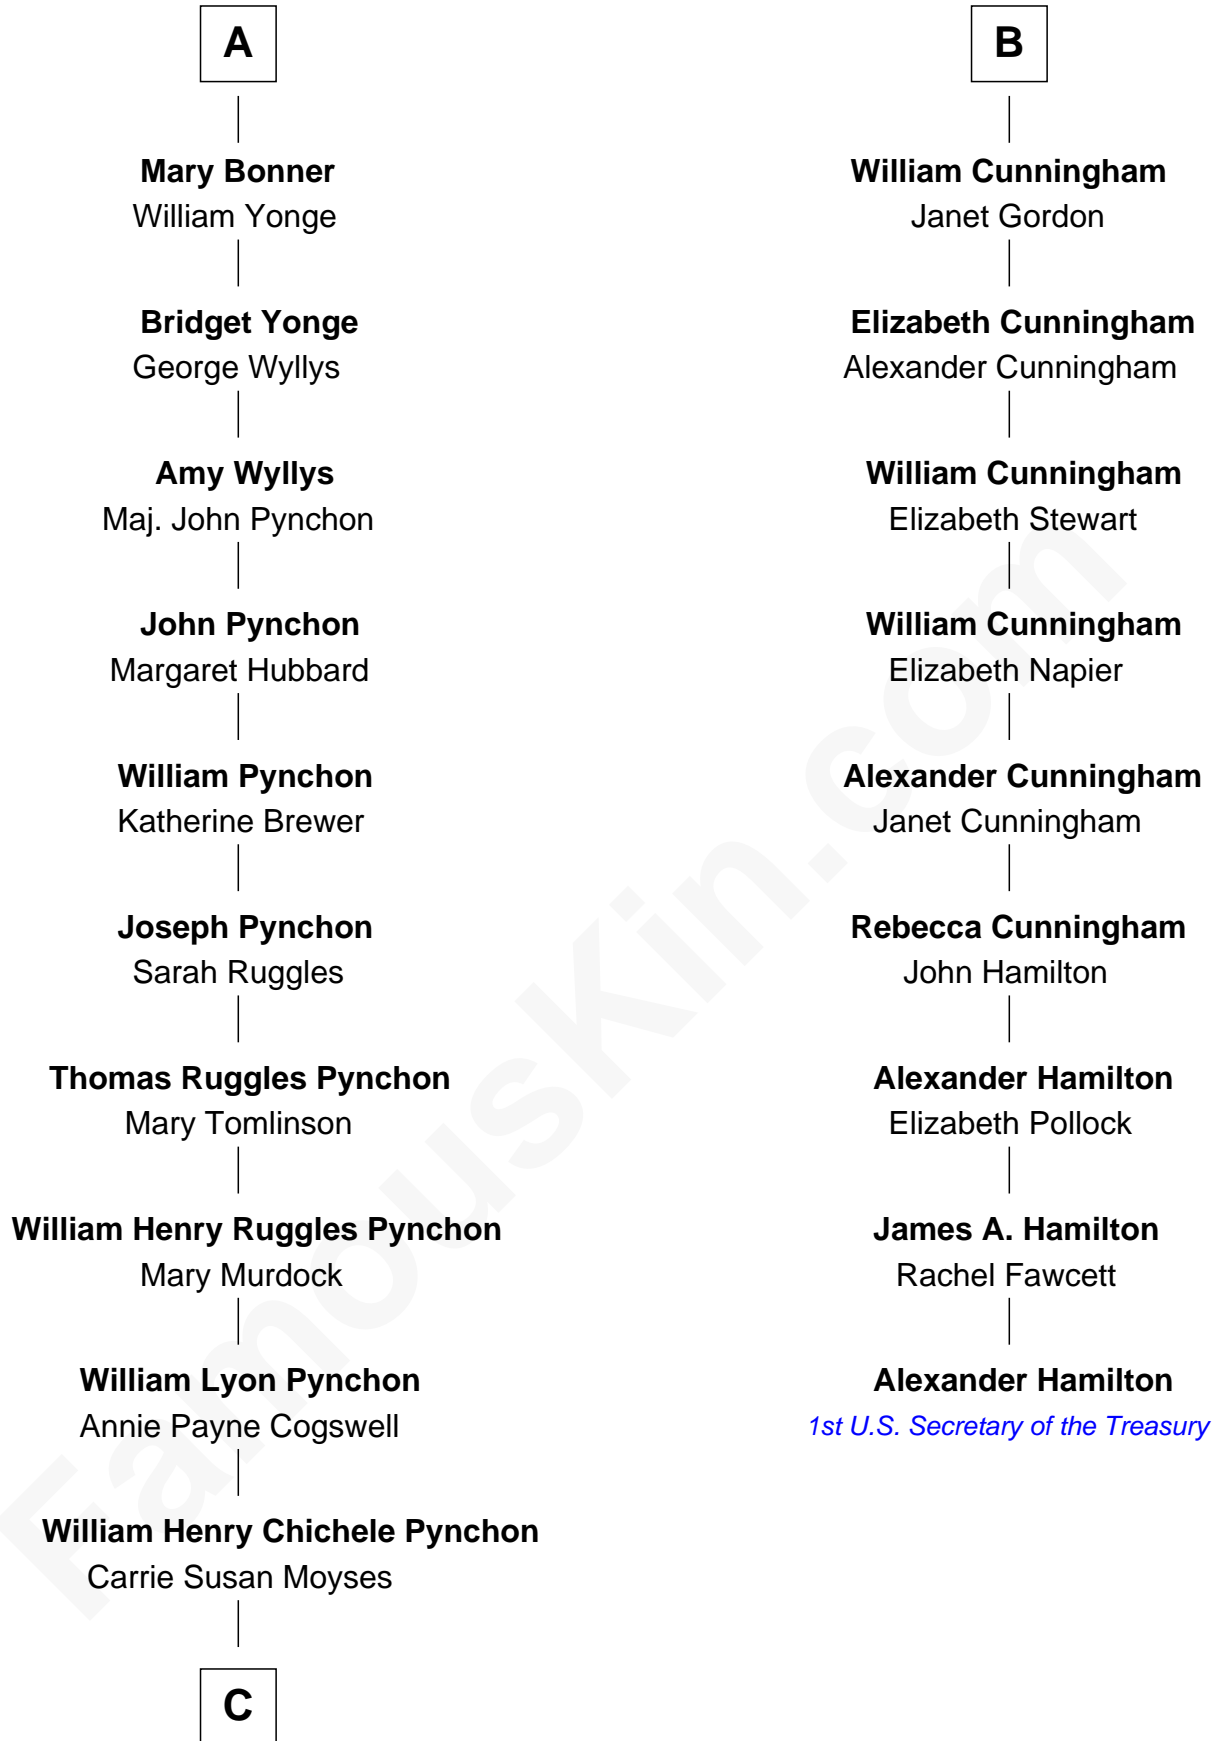 A
Mary Bonner
William Yonge
Bridget Yonge
George Wyllys
Amy Wyllys
Maj. John Pynchon
John Pynchon
Margaret Hubbard
William Pynchon
Katherine Brewer
Joseph Pynchon
Sarah Ruggles
Thomas Ruggles Pynchon
Mary Tomlinson
William Henry Ruggles Pynchon
Mary Murdock
William Lyon Pynchon
Annie Payne Cogswell
William Henry Chichele Pynchon
Carrie Susan Moyses
C
B
William Cunningham
Janet Gordon
Elizabeth Cunningham
Alexander Cunningham
William Cunningham
Elizabeth Stewart
William Cunningham
Elizabeth Napier
Alexander Cunningham
Janet Cunningham
Rebecca Cunningham
John Hamilton
Alexander Hamilton
Elizabeth Pollock
James A. Hamilton
Rachel Fawcett
Alexander Hamilton
1st U.S. Secretary of the Treasury
FamousKin.com